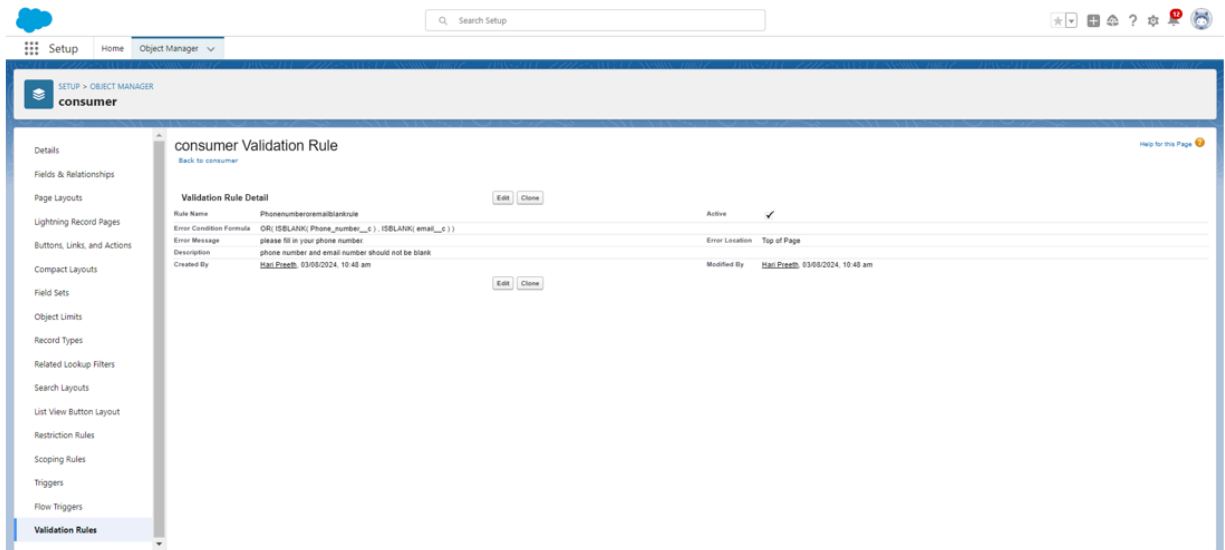 Search Setup
12
Setup Home Object Manager
SETUP > OBJECT MANAGER
consumer
Details
Fields & Relationships
Page Layouts
Lightning Record Pages
Buttons, Links, and Actions
Compact Layouts
Field Sets
Object Limits
Record Types
Related Lookup Filters
Search Layouts
List View Button Layout
Restriction Rules
Scoping Rules
Triggers
Flow Triggers
Validation Rules
consumer Validation Rule
Help for this Page
Back to consumer
Validation Rule Detail Edit Clone
Rule Name Phonenumberoremailblankrule Active
Error Condition Formula OR( ISBLANK( Phone_number__c ) , ISBLANK( email__c ) )
Error Message please fill in your phone number. Error Location Top of Page
Description phone number and email number should not be blank
Created By Hari Preeth, 03/08/2024, 10:48 am Modified By Hari Preeth, 03/08/2024, 10:48 am
Edit Clone